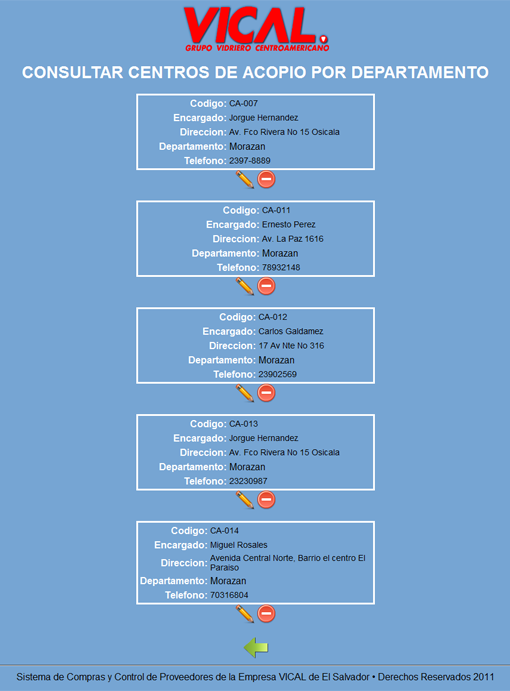 VICAL.
GRUPO VIDRIERO CENTROAMERICANO
CONSULTAR CENTROS DE ACOPIO POR DEPARTAMENTO
Codigo: CA-007
Encargado: Jorgue Hernandez
Direccion: Av. Fco Rivera No 15 Osicala
Departamento: Morazan
Telefono: 2397-8889
Codigo: CA-011
Encargado: Ernesto Perez
Direccion: Av. La Paz 1616
Departamento: Morazan
Telefono: 78932148
Codigo: CA-012
Encargado: Carlos Galdamez
Direccion: 17 Av Nte No 316
Departamento: Morazan
Telefono: 23902569
Codigo: CA-013
Encargado: Jorgue Hernandez
Direccion: Av. Fco Rivera No 15 Osicala
Departamento: Morazan
Telefono: 23230987
Codigo: CA-014
Encargado: Miguel Rosales
Direccion: Avenida Central Norte, Barrio el centro El
Paraiso
Departamento: Morazan
Telefono: 70316804
Sistema de Compras y Control de Proveedores de la Empresa VICAL de El Salvador • Derechos Reservados 2011